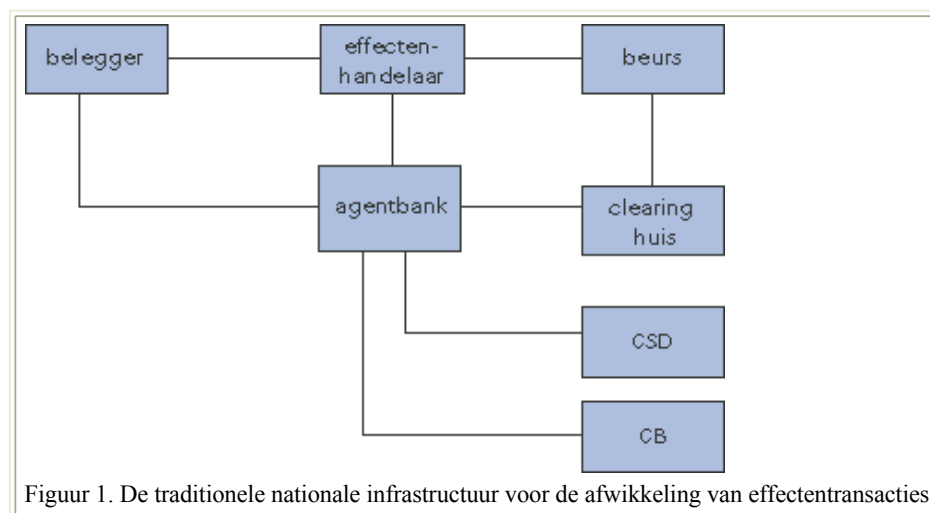 belegger
effecten-
handelaar
beurs
agentbank
clearing
huis
CSD
CB
Figuur 1. De traditionele nationale infrastructuur voor de afwikkeling van effectentransacties